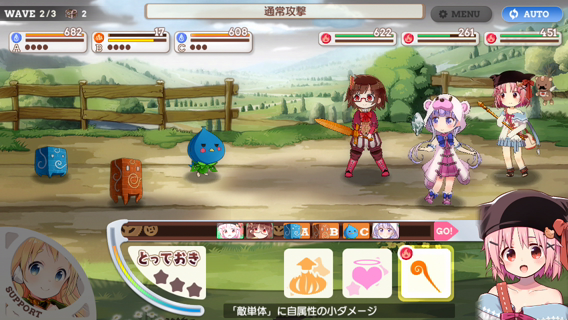 WAVE 2/3 2
通常攻撃
MENU
AUTO
682
A
17
B
608
C
622
261
451
A B C GO!
とっておき
SUPPORT
「敵単体」に自属性の小ダメージ